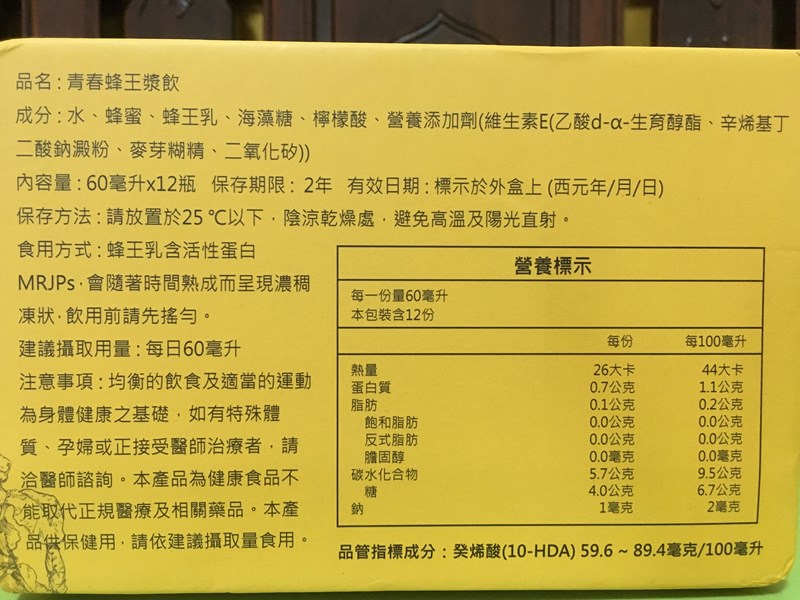 品名：青春蜂王漿飲
成分：水、蜂蜜、蜂王乳、海藻糖、檸檬酸、營養添加劑(維生素E(乙酸d-α-生育醇酯、辛烯基丁
二酸鈉澱粉、麥芽糊精、二氧化矽))
內容量：60毫升x12瓶 保存期限：2年 有效日期：標示於外盒上 (西元年/月/日)
保存方法：請放置於25℃以下，陰涼乾燥處，避免高溫及陽光直射。
食用方式：蜂王乳含活性蛋白
MRJPs，會隨著時間熟成而呈現濃稠
凍狀，飲用前請先搖勻。
建議攝取用量：每日60毫升
注意事項：均衡的飲食及適當的運動
為身體健康之基礎，如有特殊體
質、孕婦或正接受醫師治療者，請
洽醫師諮詢。本產品為健康食品不
能取代正規醫療及相關藥品。本產
品供保健用，請依建議攝取量食用。
營養標示
每一份量60毫升
本包裝含12份
每份 每100毫升
熱量 26大卡 44大卡
蛋白質 0.7公克 1.1公克
脂肪 0.1公克 0.2公克
飽和脂肪 0.0公克 0.0公克
反式脂肪 0.0公克 0.0公克
膽固醇 0.0毫克 0.0毫克
碳水化合物 5.7公克 9.5公克
糖 4.0公克 6.7公克
鈉 1毫克 2毫克
品管指標成分：癸烯酸(10-HDA) 59.6 ~ 89.4毫克/100毫升